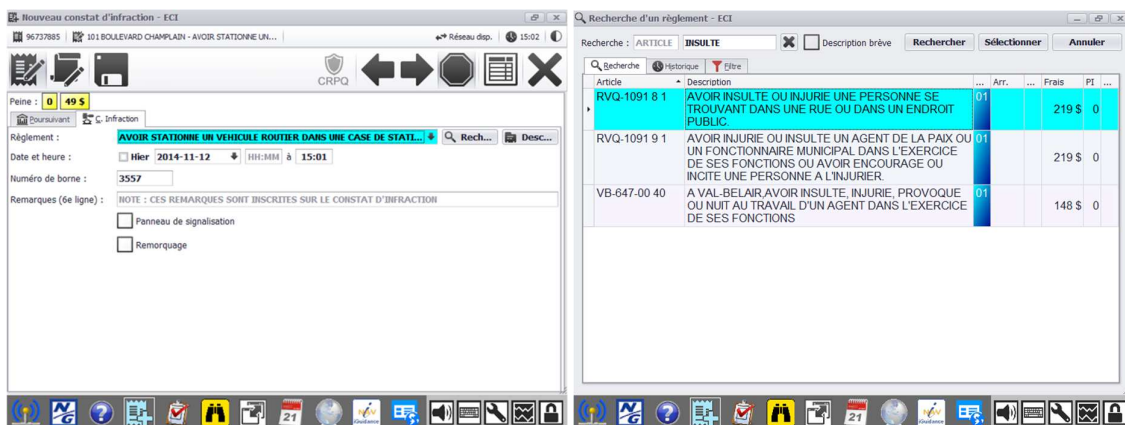 Nouveau constat d'infraction - ECI
96737885 101 BOULEVARD CHAMPLAIN - AVOIR STATIONNE UN... Réseau disp. 15:02
CRPQ
Peine : 0 49 $
Poursuivant C. Infraction
Règlement : AVOIR STATIONNE UN VEHICULE ROUTIER DANS UNE CASE DE STATI... Rech... Desc...
Date et heure : Hier 2014-11-12 HH:MM à 15:01
Numéro de borne : 3557
Remarques (6e ligne) : NOTE : CES REMARQUES SONT INSCRITES SUR LE CONSTAT D'INFRACTION
Panneau de signalisation
Remorquage
N/G ? 21 NAV iGuidance
Recherche d'un règlement - ECI
Recherche : ARTICLE INSULTE Description brève Rechercher Sélectionner Annuler
Recherche Historique Filtre
Article Description ... Arr. ... Frais PI ...
RVQ-1091 8 1 AVOIR INSULTE OU INJURIE UNE PERSONNE SE 01
TROUVANT DANS UNE RUE OU DANS UN ENDROIT 219 $ 0
PUBLIC.
RVQ-1091 9 1 AVOIR INJURIE OU INSULTE UN AGENT DE LA PAIX OU 01
UN FONCTIONNAIRE MUNICIPAL DANS L'EXERCICE
DE SES FONCTIONS OU AVOIR ENCOURAGE OU 219 $ 0
INCITE UNE PERSONNE A L'INJURIER.
VB-647-00 40 A VAL-BELAIR,AVOIR INSULTE, INJURIE, PROVOQUE 01
OU NUIT AU TRAVAIL D'UN AGENT DANS L'EXERCICE 148 $ 0
DE SES FONCTIONS
N/G ? 21 NAV iGuidance